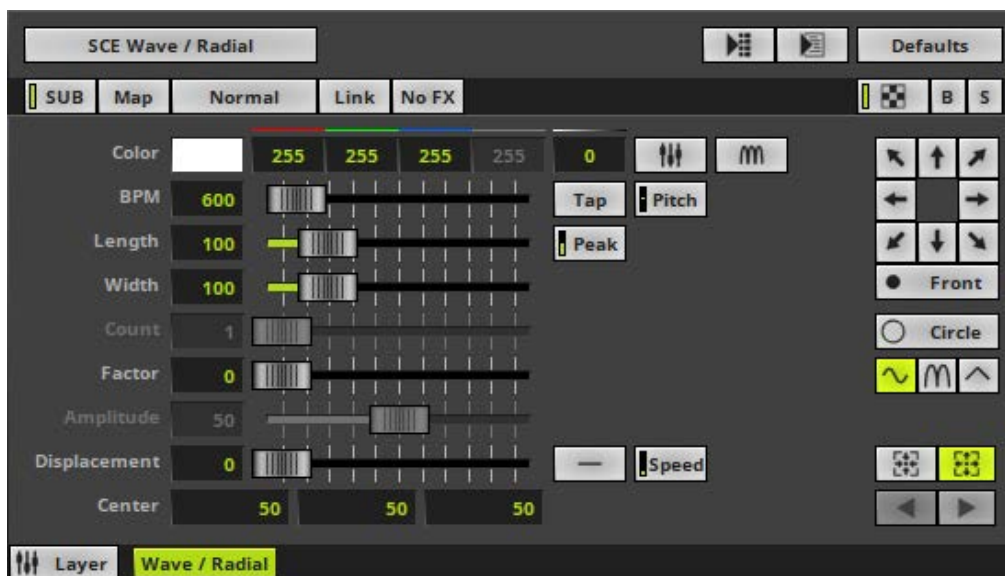 SCE Wave / Radial Defaults
SUB Map Normal Link No FX B S
Color 255 255 255 255 0
BPM 600 Tap Pitch
Length 100 Peak
Width 100 Front
Count 1 Circle
Factor 0
Amplitude 50
Displacement 0 Speed
Center 50 50 50
Layer Wave / Radial